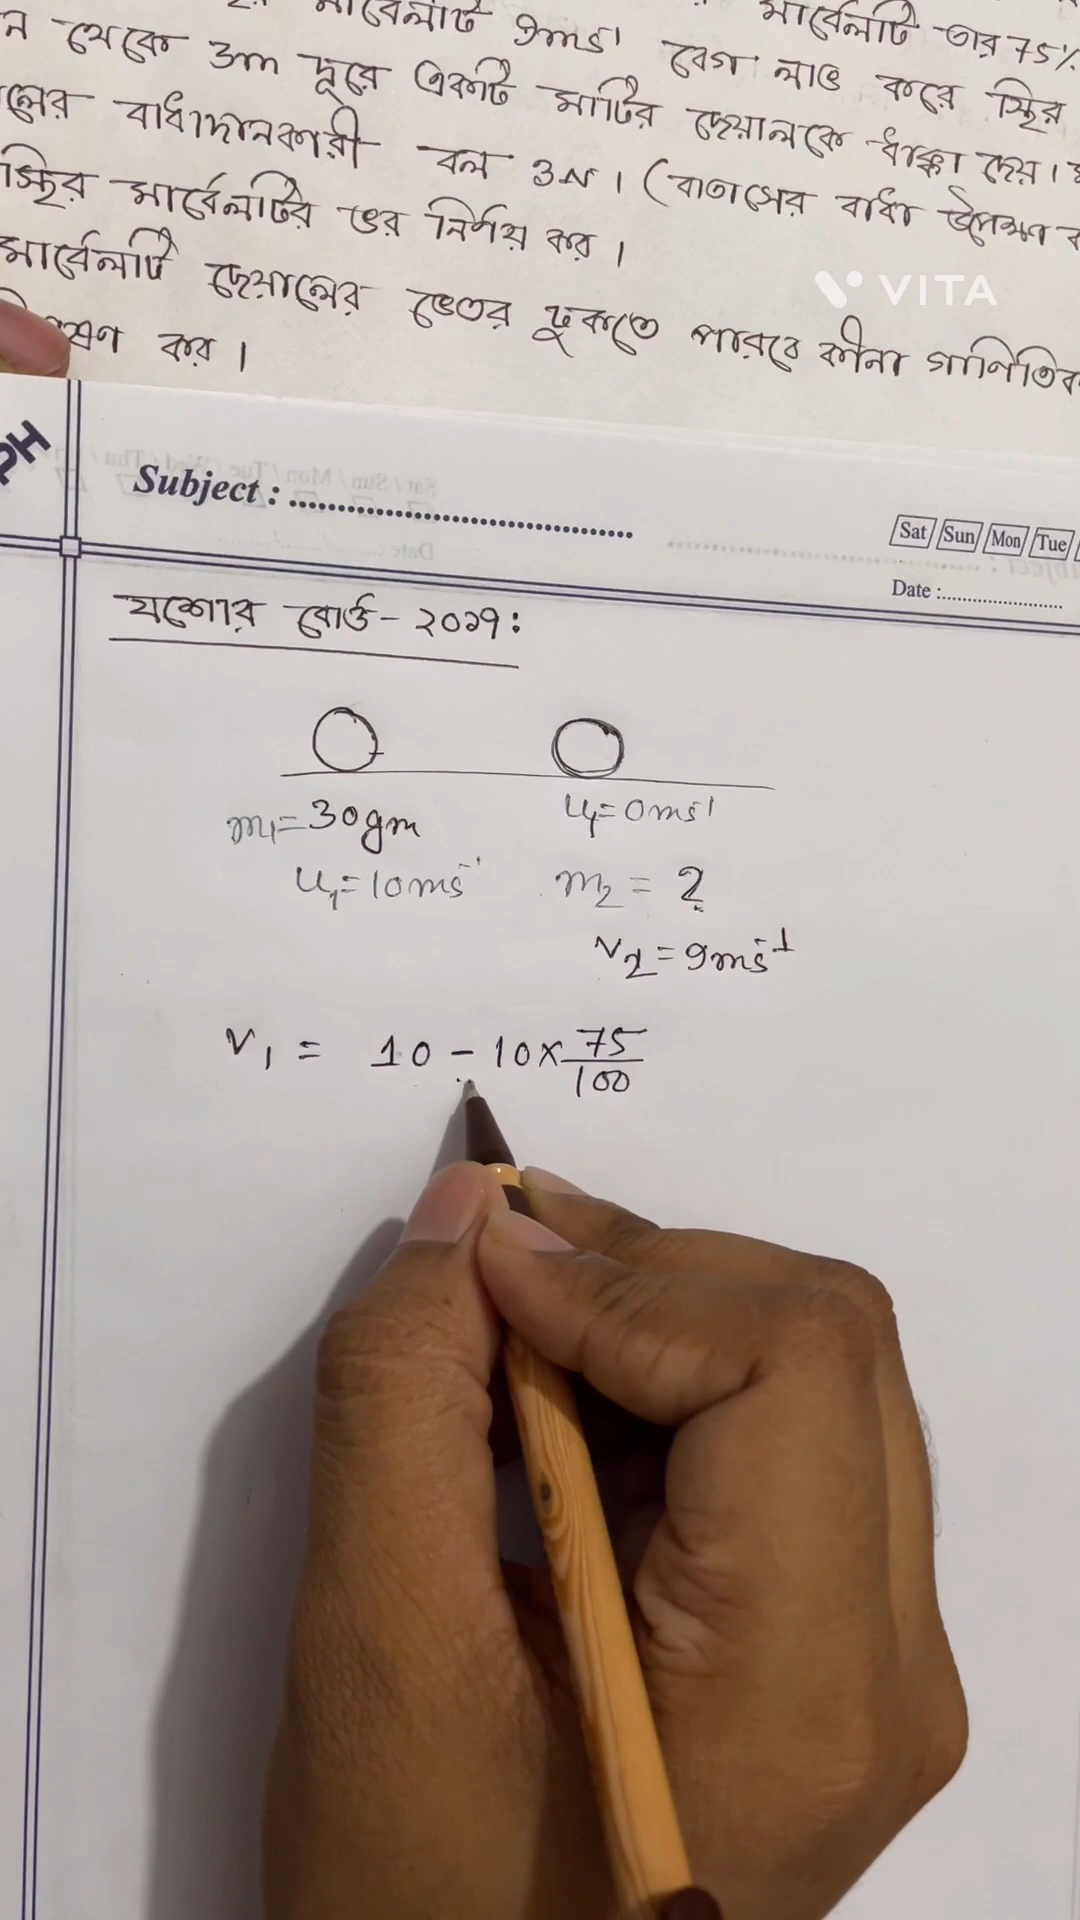 মার্বেলটি 9ms⁻¹ মার্বেলটি তার 75%
থেকে 3m দূরে একটি মাটির দেয়ালকে ধাক্কা দেয়।
বেগ লাভ করে স্থির
বাধাদানকারী বল 3N। (বাতাসের বাধা উপেক্ষণ
স্থির মার্বেলটির ভর নির্ণয় কর।
মার্বেলটি দেয়ালের ভেতর ঢুকতে পারবে কীনা গাণিতিক
কর।
VITA
Subject :
Sat Sun Mon Tue
Date :
যশোর বোর্ড - ২০১৭:
m₁ = 30gm
u₁ = 0ms⁻¹
u₁ = 10ms⁻¹
m₂ = ?
v₂ = 9ms⁻¹
v₁ = 10 - 10 × 75/100